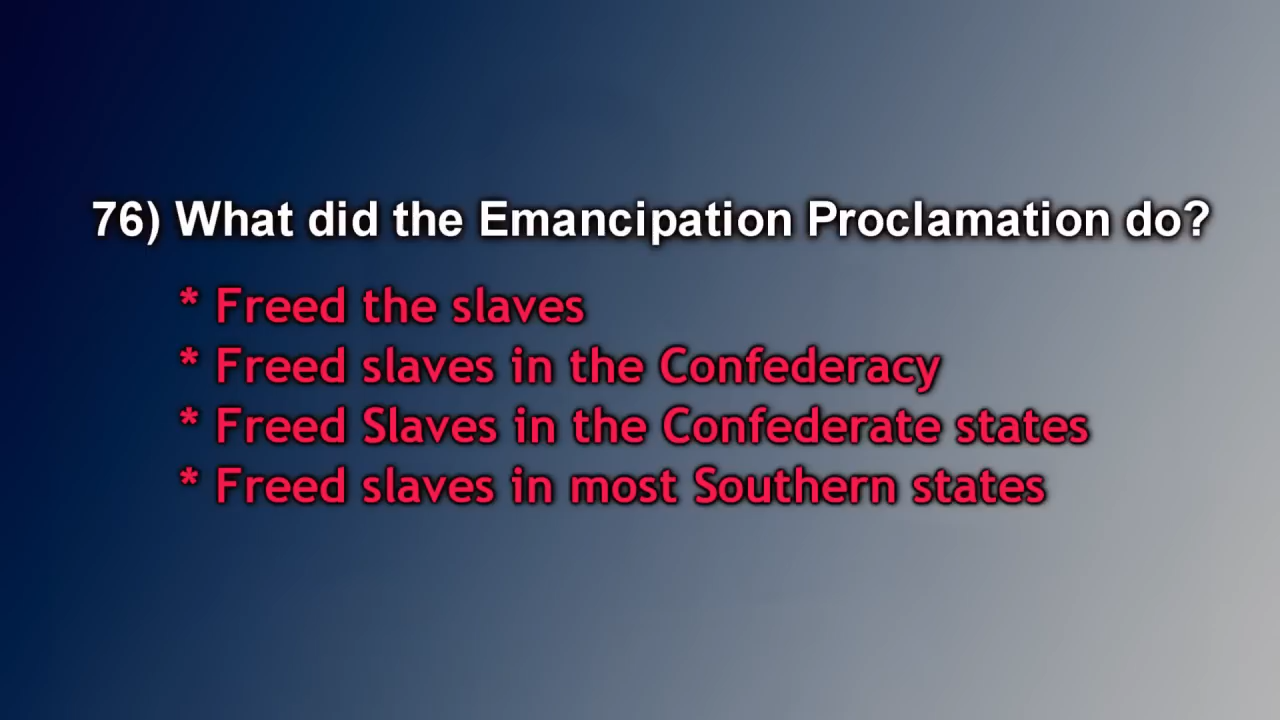 76) What did the Emancipation Proclamation do?
* Freed the slaves
* Freed slaves in the Confederacy
* Freed Slaves in the Confederate states
* Freed slaves in most Southern states